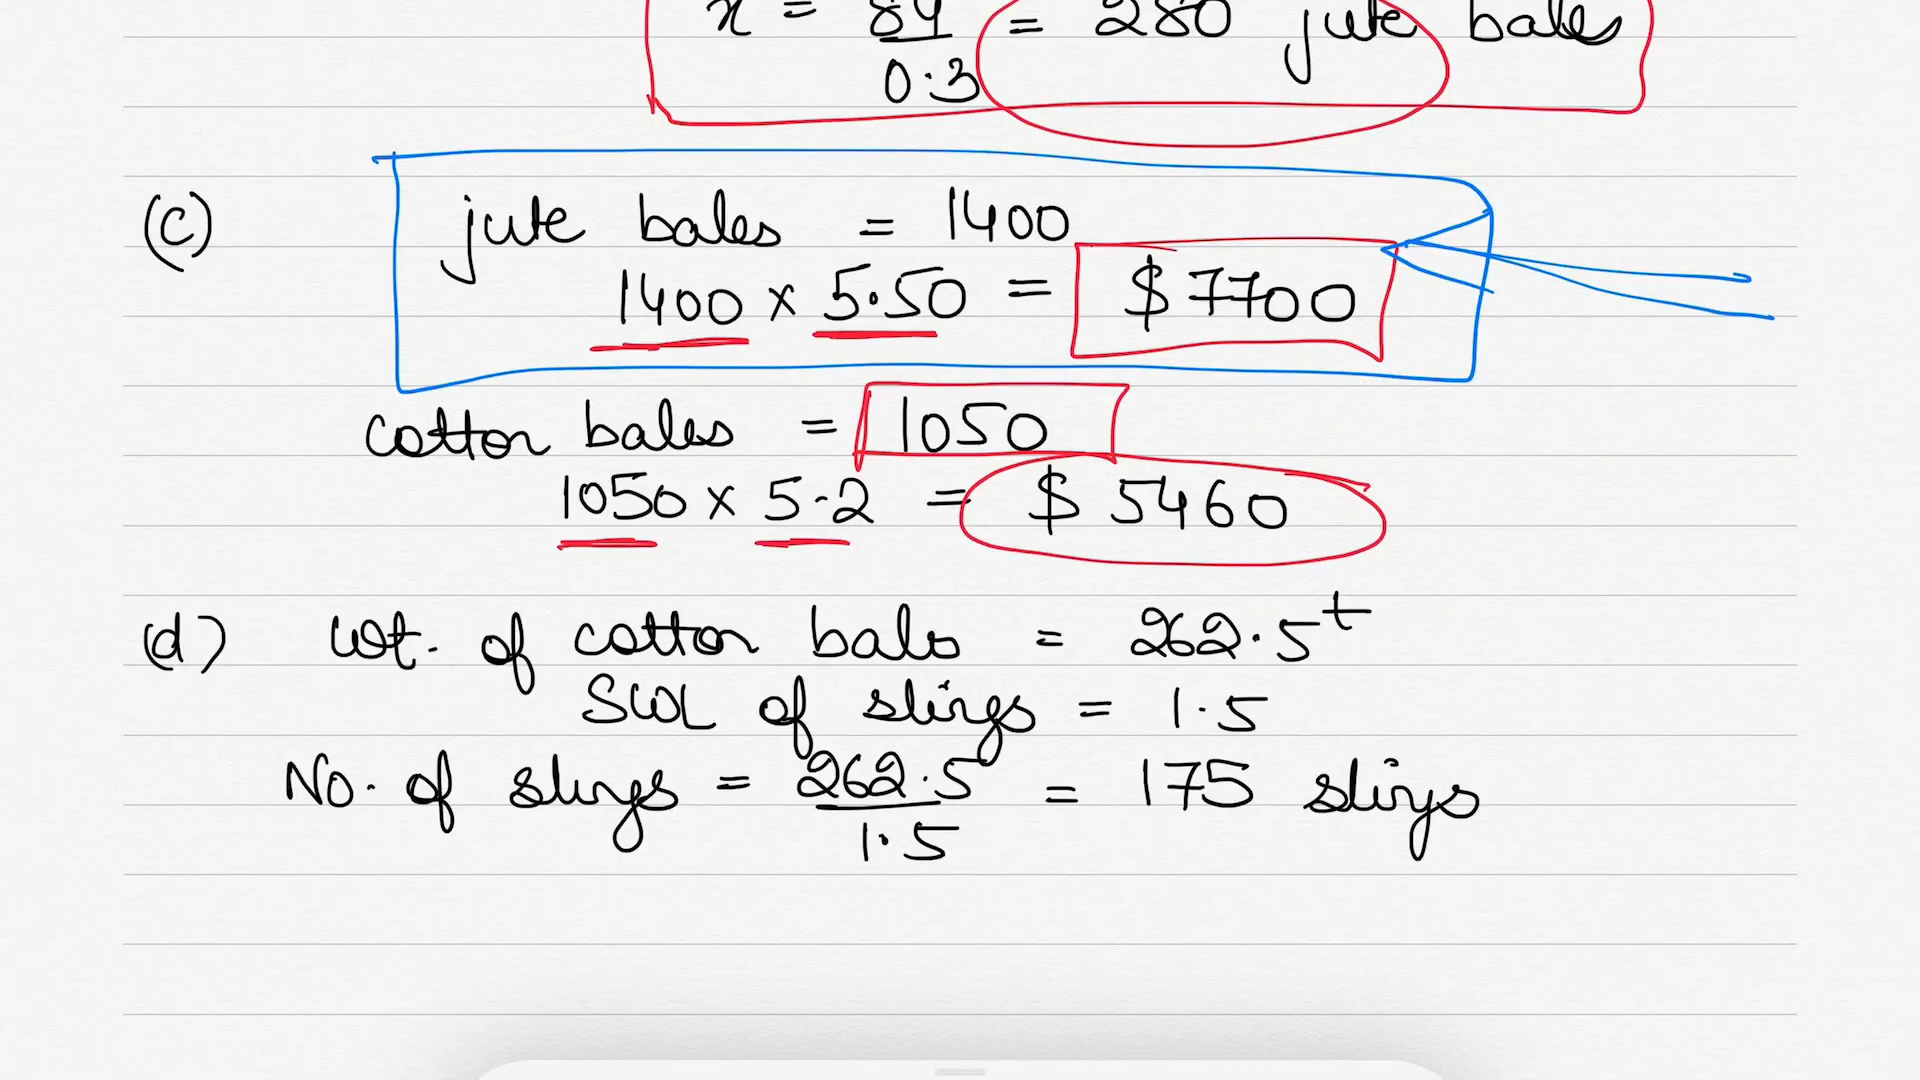 x = 84 / 0.3 = 280 jute bales
(c) jute bales = 1400
1400 x 5.50 = $7700
cotton bales = 1050
1050 x 5.2 = $5460
(d) Wt. of cotton bals = 262.5t
SWL of slings = 1.5
No. of slings = 262.5 / 1.5 = 175 slings